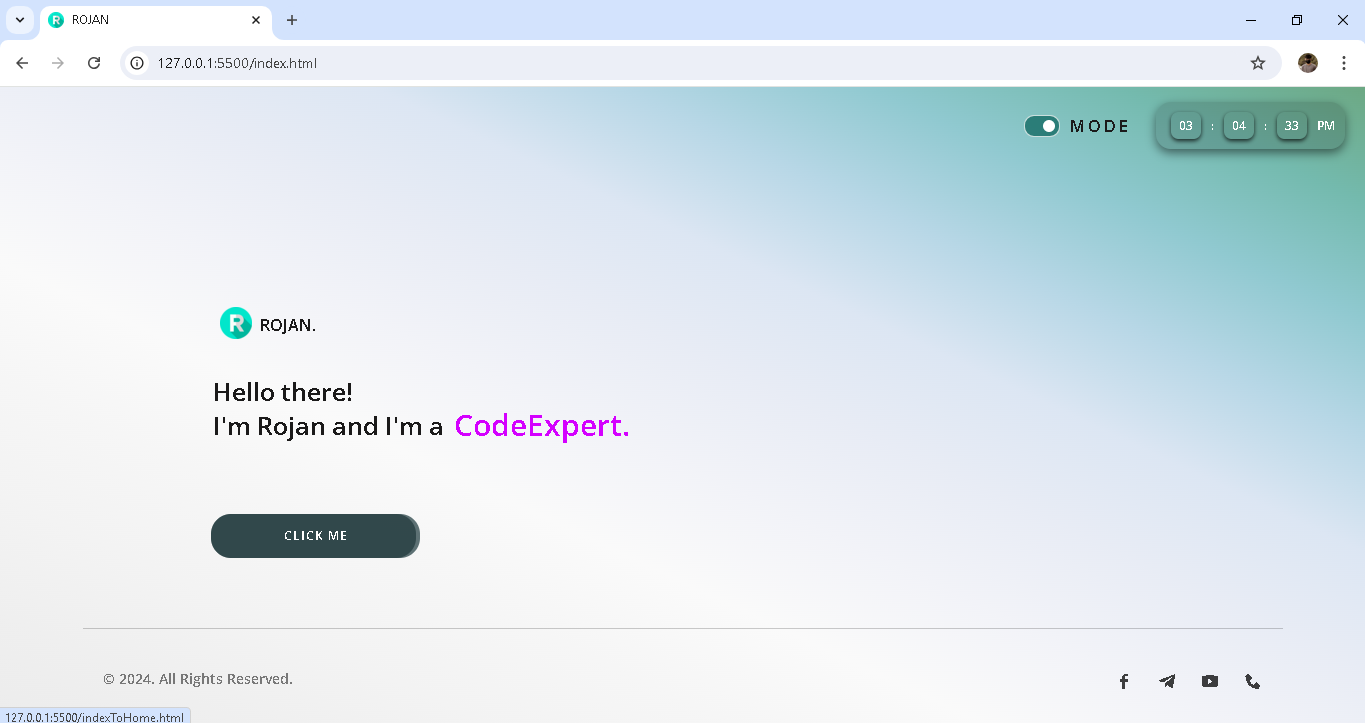 ROJAN
127.0.0.1:5500/index.html
MODE
03 : 04 : 33 PM
R ROJAN.
Hello there!
I'm Rojan and I'm a CodeExpert.
CLICK ME
© 2024. All Rights Reserved.
127.0.0.1:5500/indexToHome.html